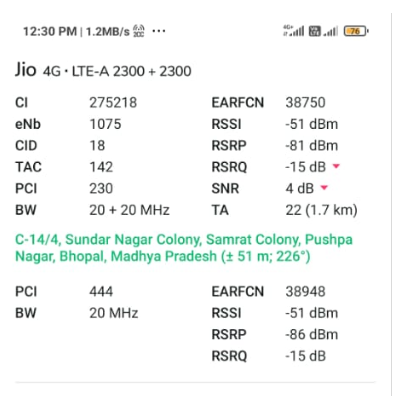 12:30 PM | 1.2MB/s ...
4G+ 76
Jio 4G · LTE-A 2300 + 2300
CI 275218 EARFCN 38750
eNb 1075 RSSI -51 dBm
CID 18 RSRP -81 dBm
TAC 142 RSRQ -15 dB
PCI 230 SNR 4 dB
BW 20 + 20 MHz TA 22 (1.7 km)
C-14/4, Sundar Nagar Colony, Samrat Colony, Pushpa
Nagar, Bhopal, Madhya Pradesh (± 51 m; 226°)
PCI 444 EARFCN 38948
BW 20 MHz RSSI -51 dBm
RSRP -86 dBm
RSRQ -15 dB